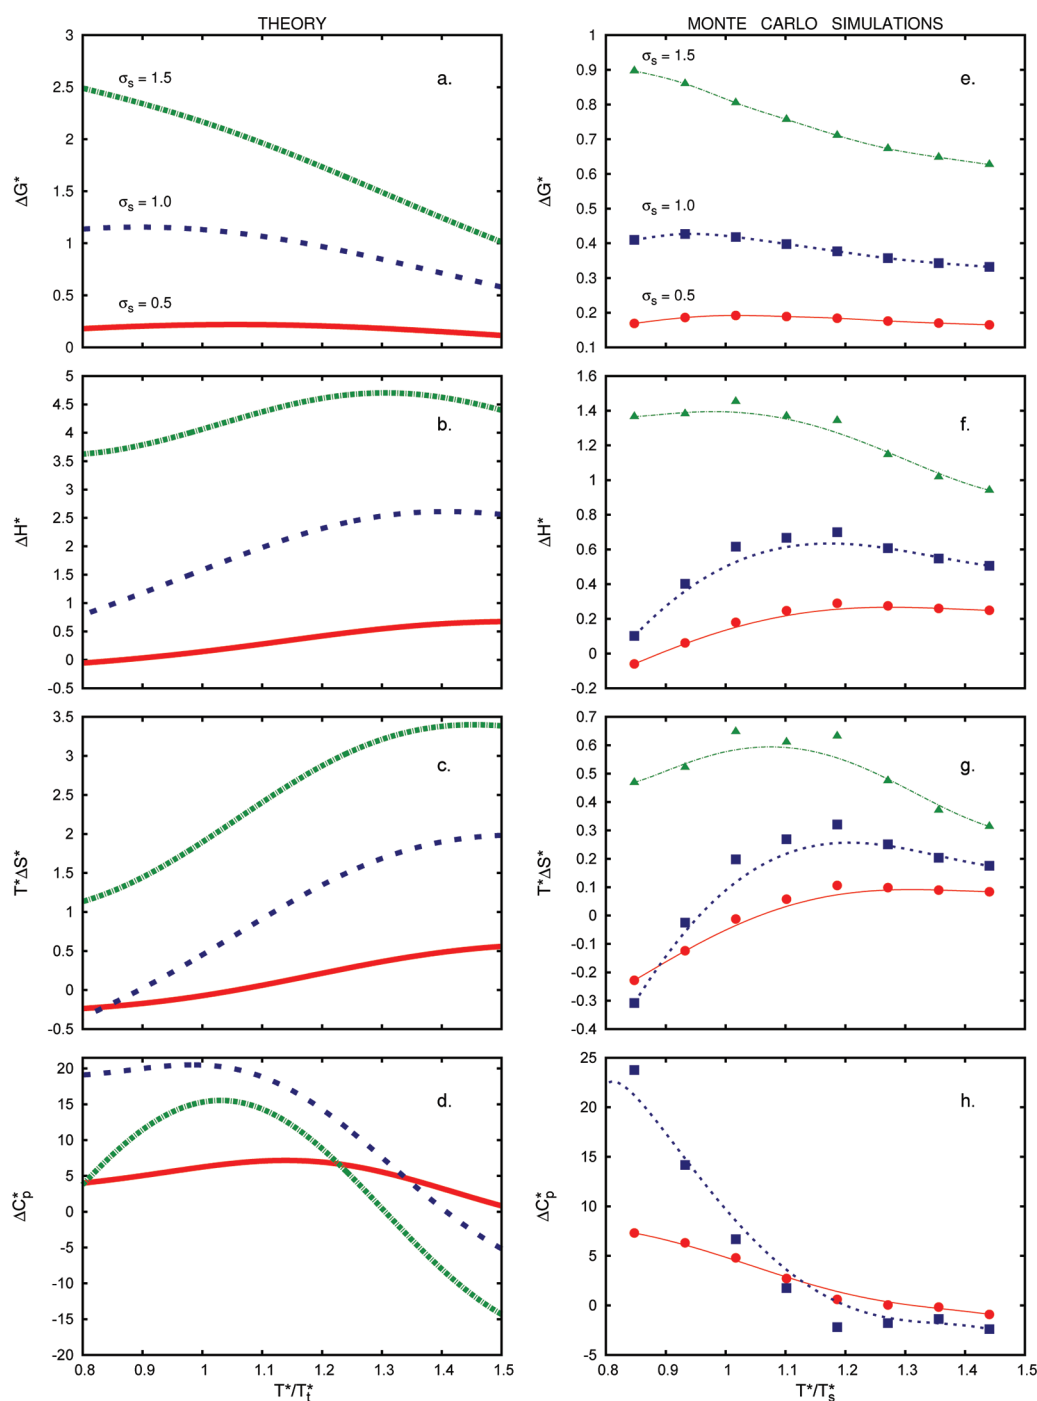 THEORY
3
2.5
2
1.5
1
0.5
0
ΔG*
σs = 1.5
σs = 1.0
σs = 0.5
a.
5
4.5
4
3.5
3
2.5
2
1.5
1
0.5
0
-0.5
ΔH*
b.
3.5
3
2.5
2
1.5
1
0.5
0
-0.5
T*ΔS*
c.
20
15
10
5
0
-5
-10
-15
-20
ΔC*p
d.
0.8 0.9 1 1.1 1.2 1.3 1.4 1.5
T*/T*t
MONTE CARLO SIMULATIONS
1
0.9
0.8
0.7
0.6
0.5
0.4
0.3
0.2
0.1
ΔG*
σs = 1.5
σs = 1.0
σs = 0.5
e.
1.6
1.4
1.2
1
0.8
0.6
0.4
0.2
0
-0.2
ΔH*
f.
0.7
0.6
0.5
0.4
0.3
0.2
0.1
0
-0.1
-0.2
-0.3
-0.4
T*ΔS*
g.
25
20
15
10
5
0
-5
ΔC*p
h.
0.8 0.9 1 1.1 1.2 1.3 1.4 1.5
T*/T*s